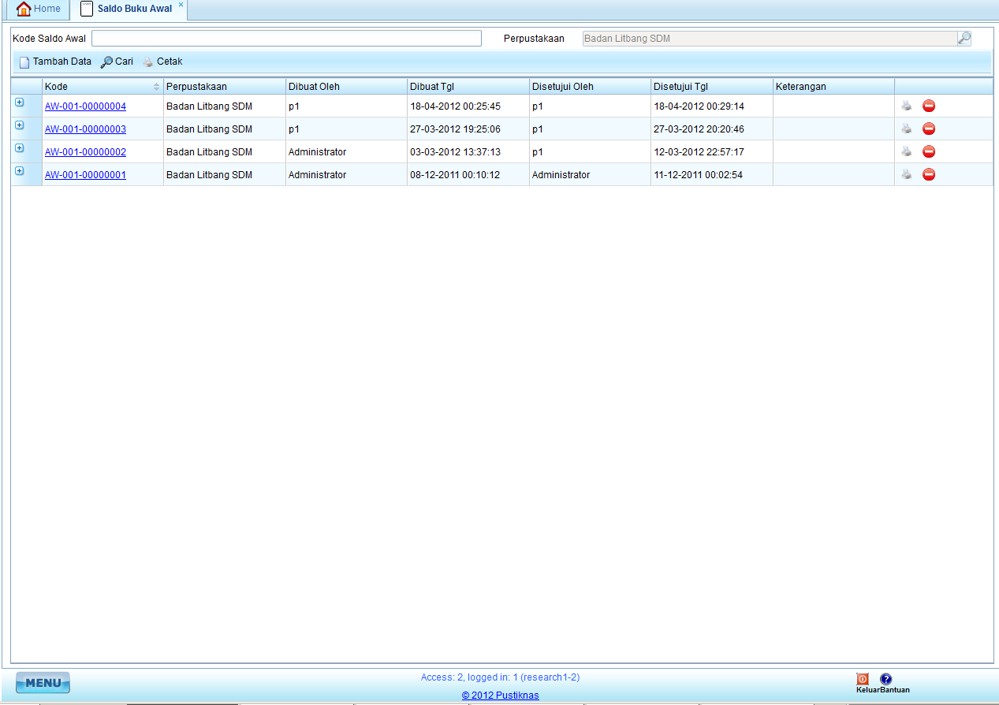 Home Saldo Buku Awal
Kode Saldo Awal Perpustakaan Badan Litbang SDM
Tambah Data Cari Cetak
Kode Perpustakaan Dibuat Oleh Dibuat Tgl Disetujui Oleh Disetujui Tgl Keterangan
AW-001-00000004 Badan Litbang SDM p1 18-04-2012 00:25:45 p1 18-04-2012 00:29:14
AW-001-00000003 Badan Litbang SDM p1 27-03-2012 19:25:06 p1 27-03-2012 20:20:46
AW-001-00000002 Badan Litbang SDM Administrator 03-03-2012 13:37:13 p1 12-03-2012 22:57:17
AW-001-00000001 Badan Litbang SDM Administrator 08-12-2011 00:10:12 Administrator 11-12-2011 00:02:54
MENU Access: 2, logged in: 1 (research1-2)
KeluarBantuan
© 2012 Pustiknas